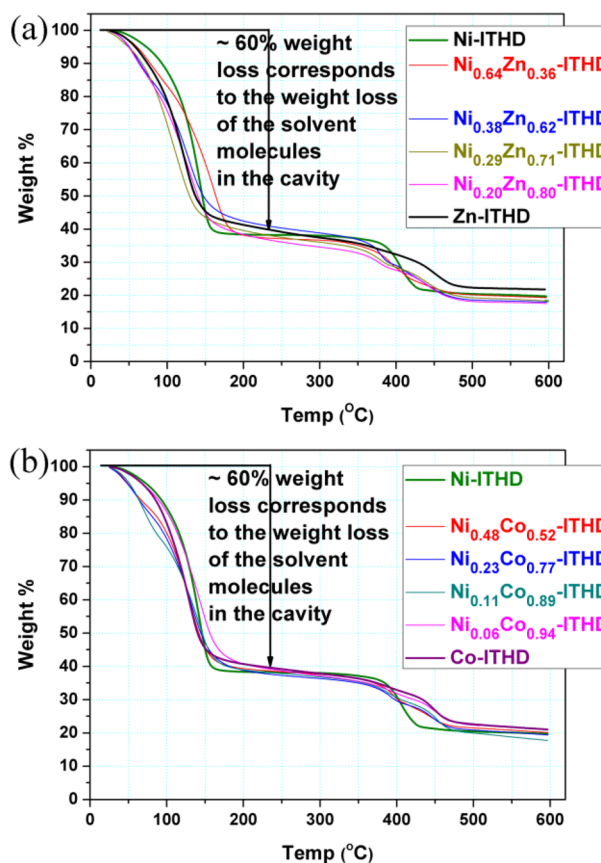 (a)
~ 60% weight
loss corresponds
to the weight loss
of the solvent
molecules
in the cavity
Ni-ITHD
Ni0.64Zn0.36-ITHD
Ni0.38Zn0.62-ITHD
Ni0.29Zn0.71-ITHD
Ni0.20Zn0.80-ITHD
Zn-ITHD
Weight %
100
90
80
70
60
50
40
30
20
10
0
0 100 200 300 400 500 600
Temp (OC)
(b)
~ 60% weight
loss corresponds
to the weight loss
of the solvent
molecules
in the cavity
Ni-ITHD
Ni0.48Co0.52-ITHD
Ni0.23Co0.77-ITHD
Ni0.11Co0.89-ITHD
Ni0.06Co0.94-ITHD
Co-ITHD
Weight %
100
90
80
70
60
50
40
30
20
10
0
0 100 200 300 400 500 600
Temp (OC)